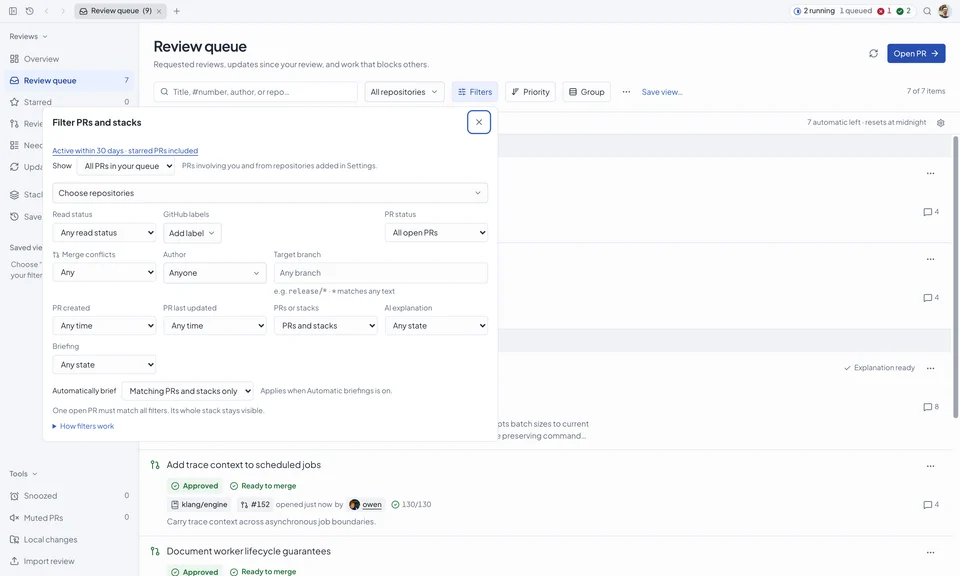 Review queue (9)
2 running 1 queued 1 2
Reviews
Overview
Review queue 7
Starred 0
Saved
Choose
your filter
Tools
Snoozed 0
Muted PRs 0
Local changes
Import review
Review queue
Requested reviews, updates since your review, and work that blocks others.
Open PR →
Title, #number, author, or repo…
All repositories
Filters
Priority
Group
Save view…
7 of 7 items
7 automatic left · resets at midnight
Filter PRs and stacks
Active within 30 days · starred PRs included
Show All PRs in your queue PRs involving you and from repositories added in Settings.
Choose repositories
Read status GitHub labels PR status
Any read status Add label All open PRs
Merge conflicts Author Target branch
Any Anyone Any branch
e.g. release/* · * matches any text
PR created PR last updated PRs or stacks AI explanation
Any time Any time PRs and stacks Any state
Briefing
Any state
Automatically brief Matching PRs and stacks only Applies when Automatic briefings is on.
One open PR must match all filters. Its whole stack stays visible.
How filters work
4
4
Explanation ready
8
batch sizes to current
preserving command…
Add trace context to scheduled jobs
Approved Ready to merge
klang/engine #152 opened just now by owen 130/130
4
Carry trace context across asynchronous job boundaries.
Document worker lifecycle guarantees
Approved Ready to merge